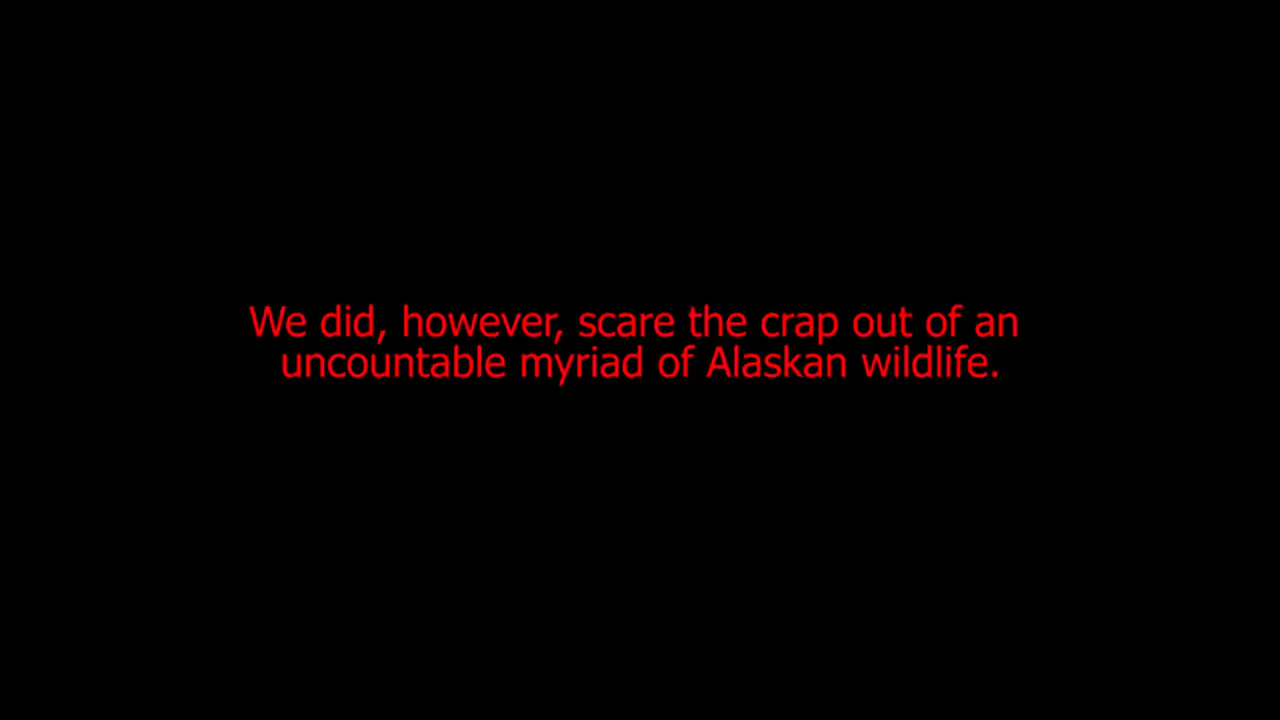 We did, however, scare the crap out of an
uncountable myriad of Alaskan wildlife.